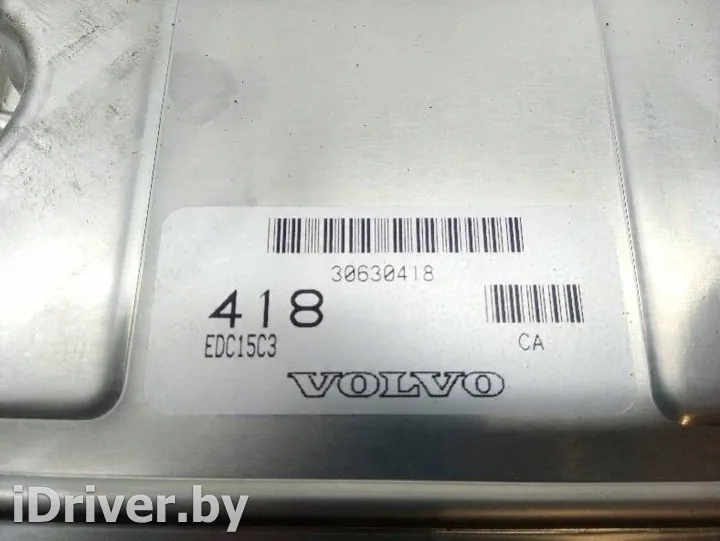 30630418
418
EDC15C3
CA
VOLVO
iDriver.by